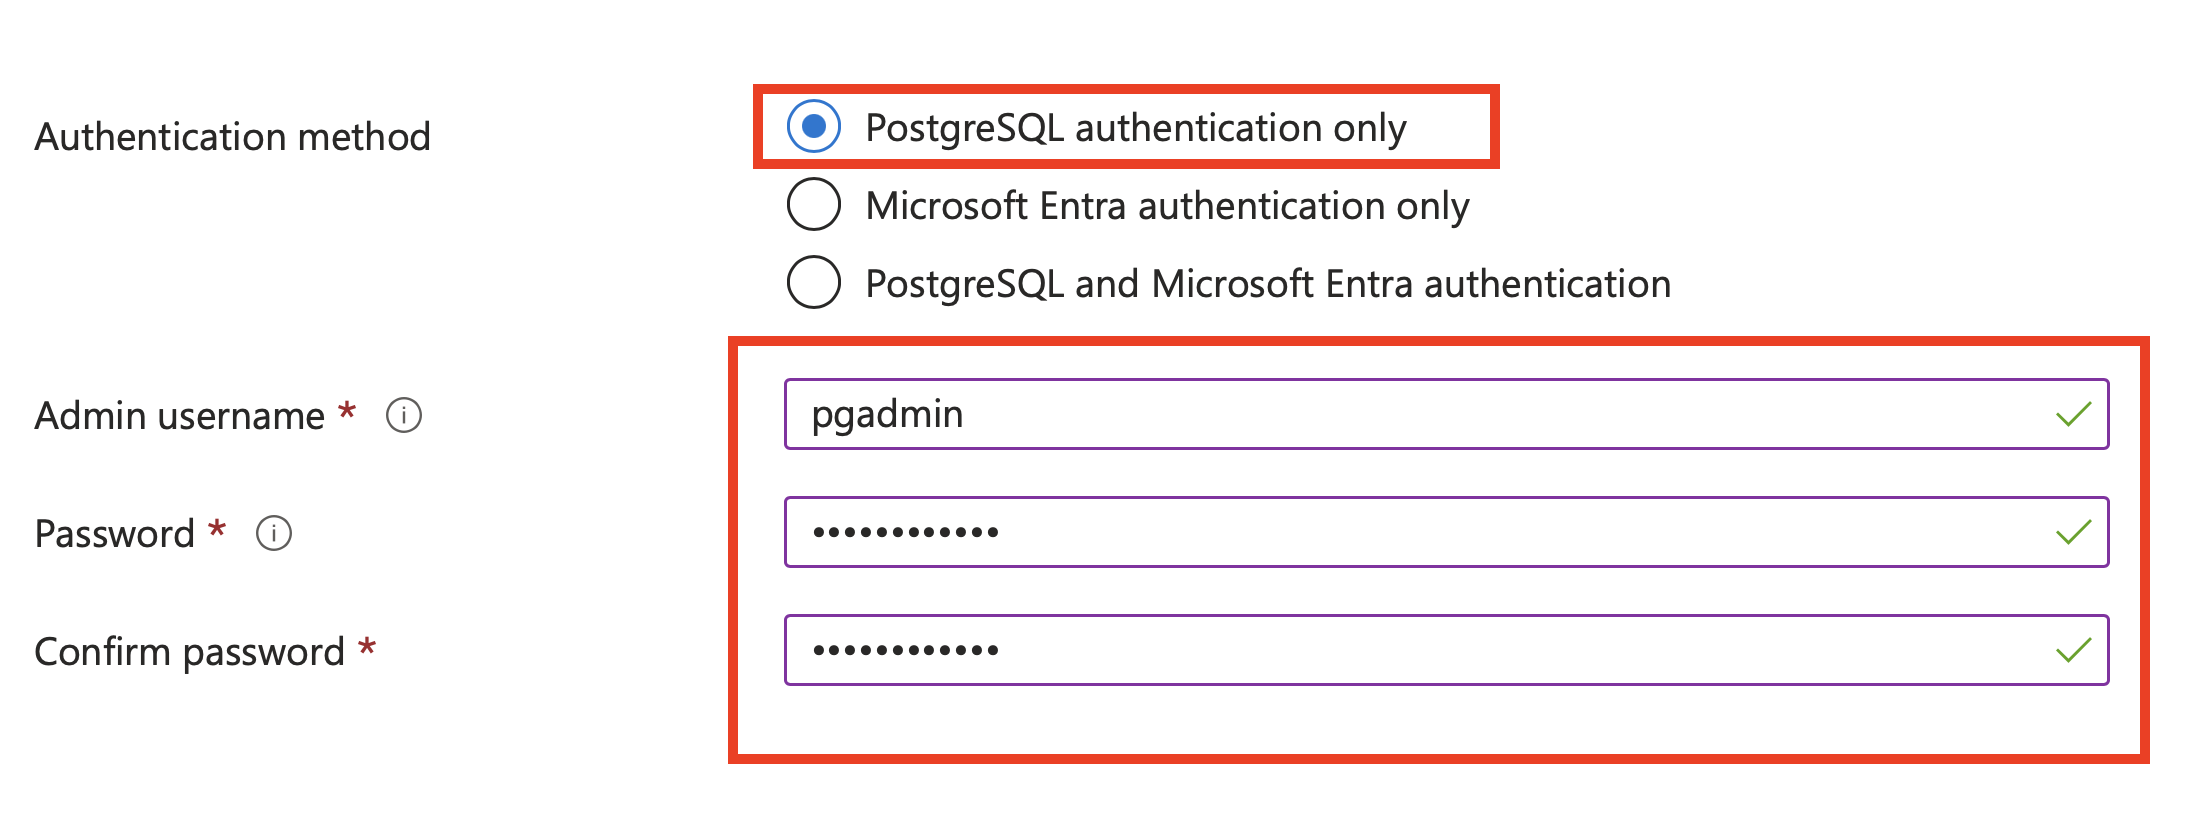 Authentication method
PostgreSQL authentication only
Microsoft Entra authentication only
PostgreSQL and Microsoft Entra authentication
Admin username *
pgadmin
Password *
••••••••••••
Confirm password *
••••••••••••